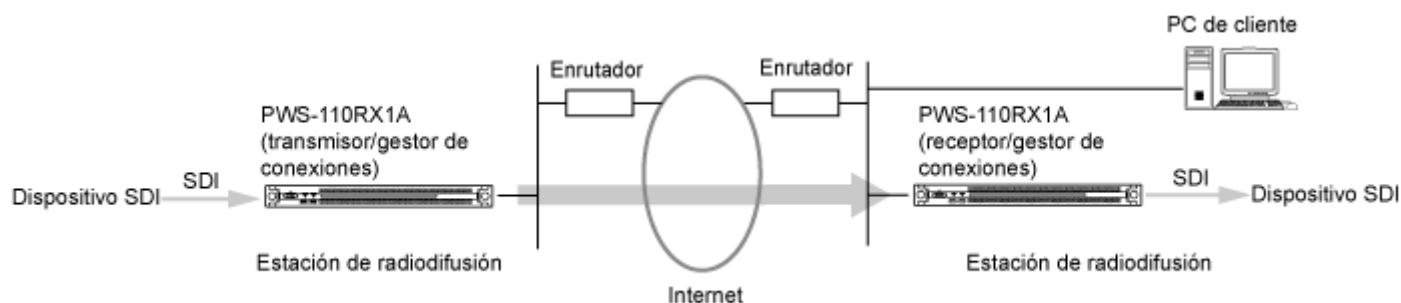 PC de cliente
Enrutador
Enrutador
PWS-110RX1A
(transmisor/gestor de
conexiones)
PWS-110RX1A
(receptor/gestor de
conexiones)
Dispositivo SDI
SDI
SDI
Dispositivo SDI
Estación de radiodifusión
Estación de radiodifusión
Internet